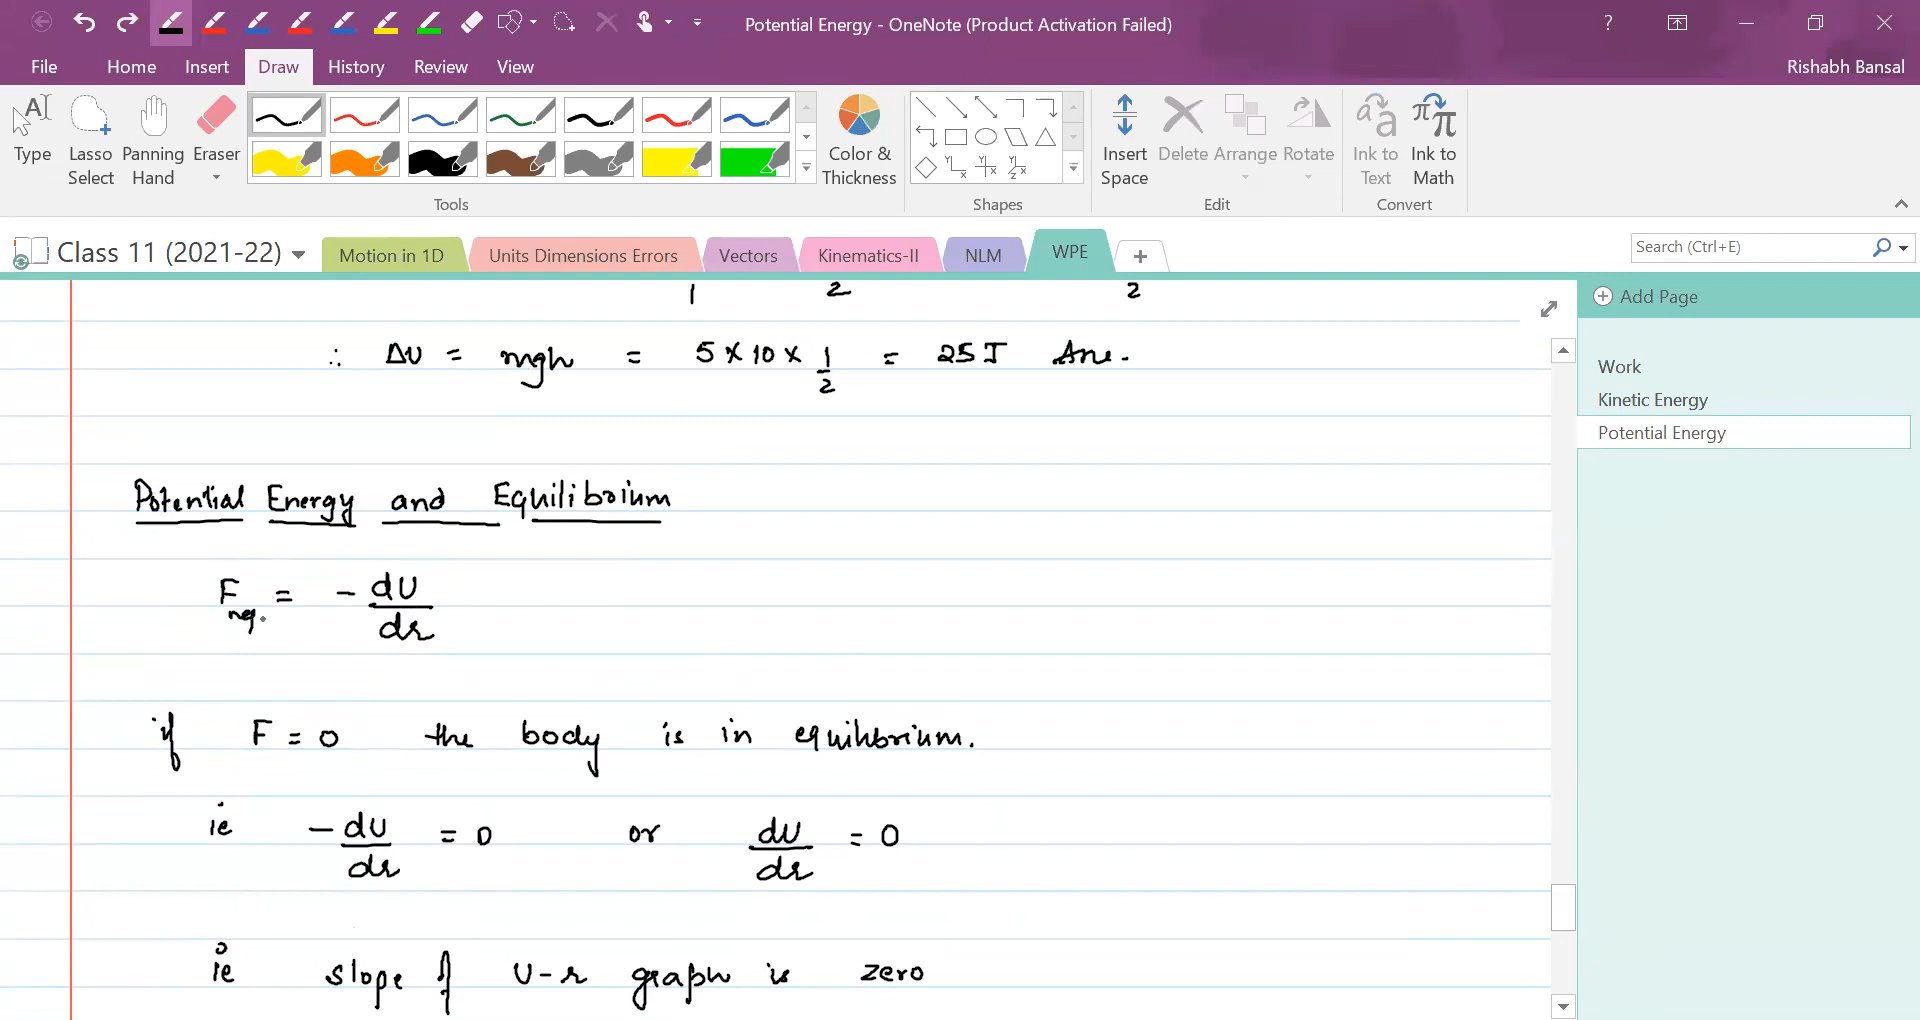 Potential Energy - OneNote (Product Activation Failed)
?
File Home Insert Draw History Review View
Rishabh Bansal
Type
Lasso Select
Panning Hand
Eraser
Color & Thickness
Insert Space
Delete
Arrange
Rotate
Ink to Text
Ink to Math
Tools
Shapes
Edit
Convert
Class 11 (2021-22)
Motion in 1D
Units Dimensions Errors
Vectors
Kinematics-II
NLM
WPE
+
Search (Ctrl+E)
Add Page
Work
Kinetic Energy
Potential Energy
1 2 2
∴ ΔU = mgh = 5 × 10 × 1/2 = 25 J Ans.
Potential Energy and Equilibrium
F = - dU/dr
if F = 0 the body is in equilibrium.
ie - dU/dr = 0 or dU/dr = 0
ie slope of U-r graph is zero